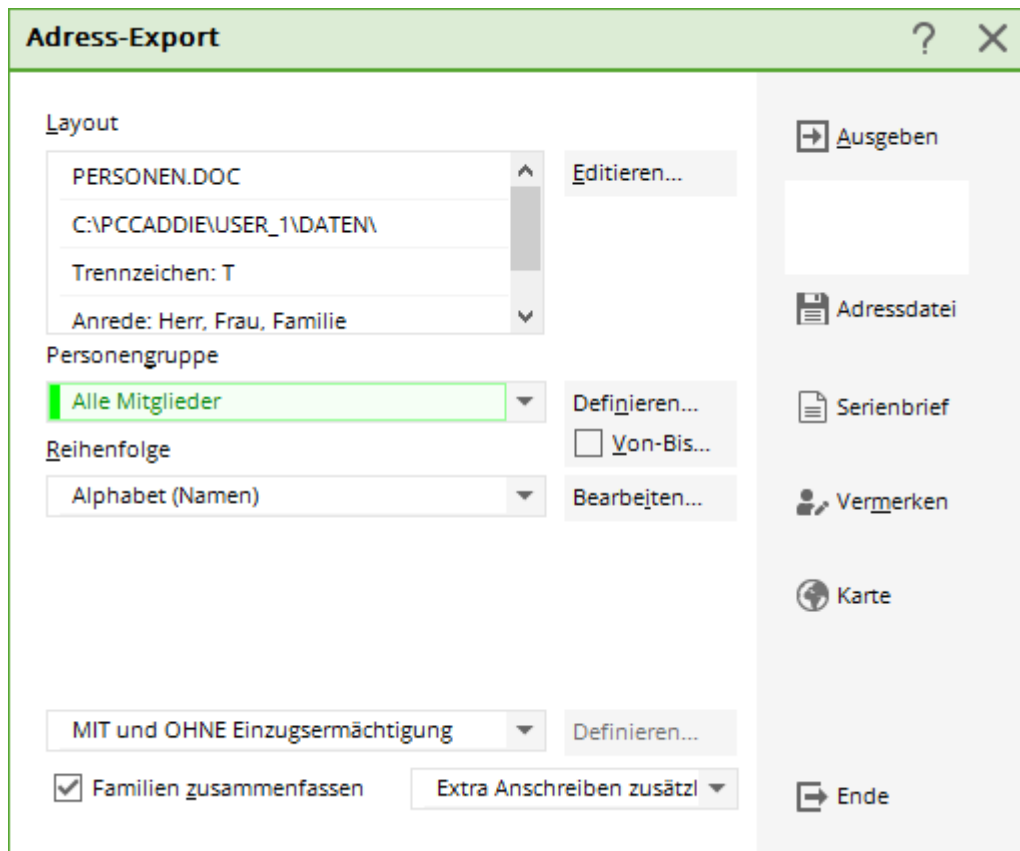 Adress-Export
?
Layout
PERSONEN.DOC
C:\PCCADDIE\USER_1\DATEN\
Trennzeichen: T
Anrede: Herr, Frau, Familie
Editieren...
Personengruppe
Alle Mitglieder
Definieren...
Von-Bis...
Reihenfolge
Alphabet (Namen)
Bearbeiten...
MIT und OHNE Einzugsermächtigung
Definieren...
Familien zusammenfassen
Extra Anschreiben zusätzl
Ausgeben
Adressdatei
Serienbrief
Vermerken
Karte
Ende